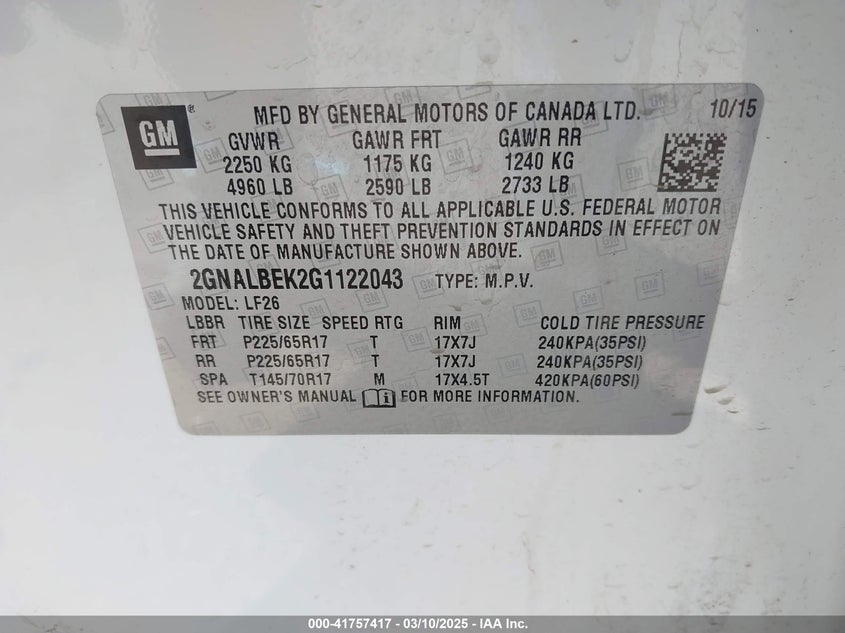 GM ® MFD BY GENERAL MOTORS OF CANADA LTD. 10/15
GVWR GAWR FRT GAWR RR
2250 KG 1175 KG 1240 KG
4960 LB 2590 LB 2733 LB
THIS VEHICLE CONFORMS TO ALL APPLICABLE U.S. FEDERAL MOTOR
VEHICLE SAFETY AND THEFT PREVENTION STANDARDS IN EFFECT ON
THE DATE OF MANUFACTURE SHOWN ABOVE.
2GNALBEK2G1122043 TYPE: M.P.V.
MODEL: LF26
LBBR TIRE SIZE SPEED RTG RIM COLD TIRE PRESSURE
FRT P225/65R17 T 17X7J 240KPA(35PSI)
RR P225/65R17 T 17X7J 240KPA(35PSI)
SPA T145/70R17 M 17X4.5T 420KPA(60PSI)
SEE OWNER'S MANUAL FOR MORE INFORMATION.
000-41757417 - 03/10/2025 - IAA Inc.